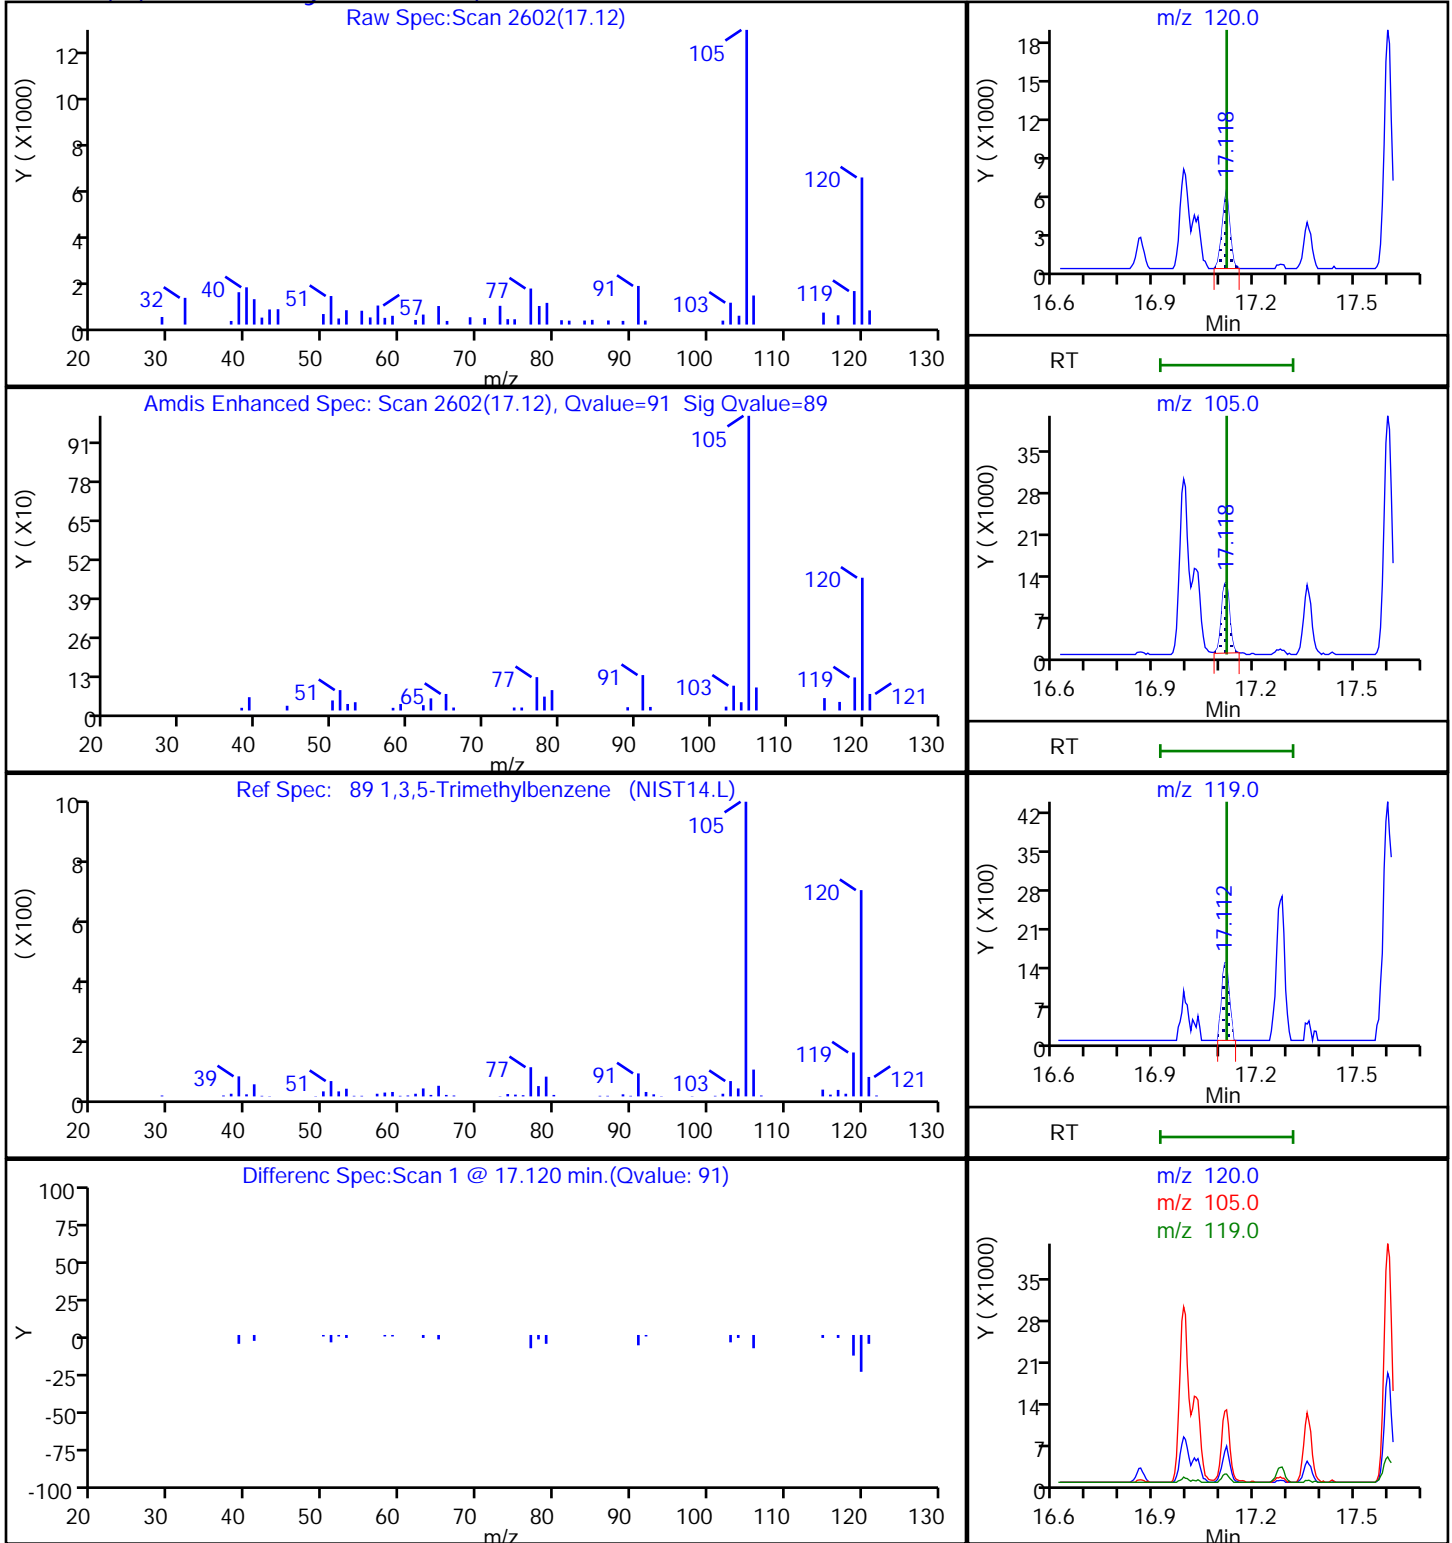 Raw Spec:Scan 2602(17.12)
Y ( X1000)
12
10
8
6
4
2
0
105
120
32
40
51
57
77
91
103
119
20 30 40 50 60 70 80 90 100 110 120 130
m/z
m/z 120.0
Y ( X1000)
18
15
12
9
6
3
0
17.118
16.6 16.9 17.2 17.5
Min
RT
Amdis Enhanced Spec: Scan 2602(17.12), Qvalue=91 Sig Qvalue=89
Y ( X10)
91
78
65
52
39
26
13
0
105
120
51
65
77
91
103
119
121
20 30 40 50 60 70 80 90 100 110 120 130
m/z
m/z 105.0
Y ( X1000)
35
28
21
14
7
0
17.118
16.6 16.9 17.2 17.5
Min
RT
Ref Spec: 89 1,3,5-Trimethylbenzene (NIST14.L)
( X100)
10
8
6
4
2
0
105
120
39
51
77
91
103
119
121
20 30 40 50 60 70 80 90 100 110 120 130
m/z 119.0
Y ( X100)
42
35
28
21
14
7
0
17.112
16.6 16.9 17.2 17.5
Min
RT
Differenc Spec:Scan 1 @ 17.120 min.(Qvalue: 91)
Y
100
75
50
25
0
-25
-50
-75
-100
20 30 40 50 60 70 80 90 100 110 120 130
m/z
m/z 120.0
m/z 105.0
m/z 119.0
Y ( X1000)
35
28
21
14
7
0
16.6 16.9 17.2 17.5
Min